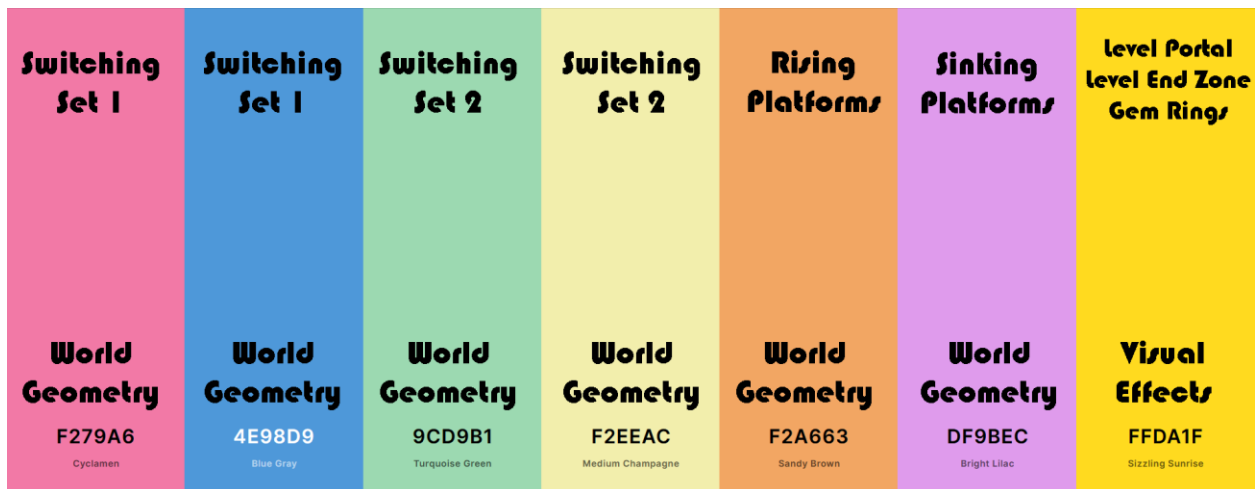 Switching
Set 1
World
Geometry
F279A6
Cyclamen
Switching
Set 1
World
Geometry
4E98D9
Blue Gray
Switching
Set 2
World
Geometry
9CD9B1
Turquoise Green
Switching
Set 2
World
Geometry
F2EEAC
Medium Champagne
Rising
Platforms
World
Geometry
F2A663
Sandy Brown
Sinking
Platforms
World
Geometry
DF9BEC
Bright Lilac
Level Portal
Level End Zone
Gem Rings
Visual
Effects
FFDA1F
Sizzling Sunrise